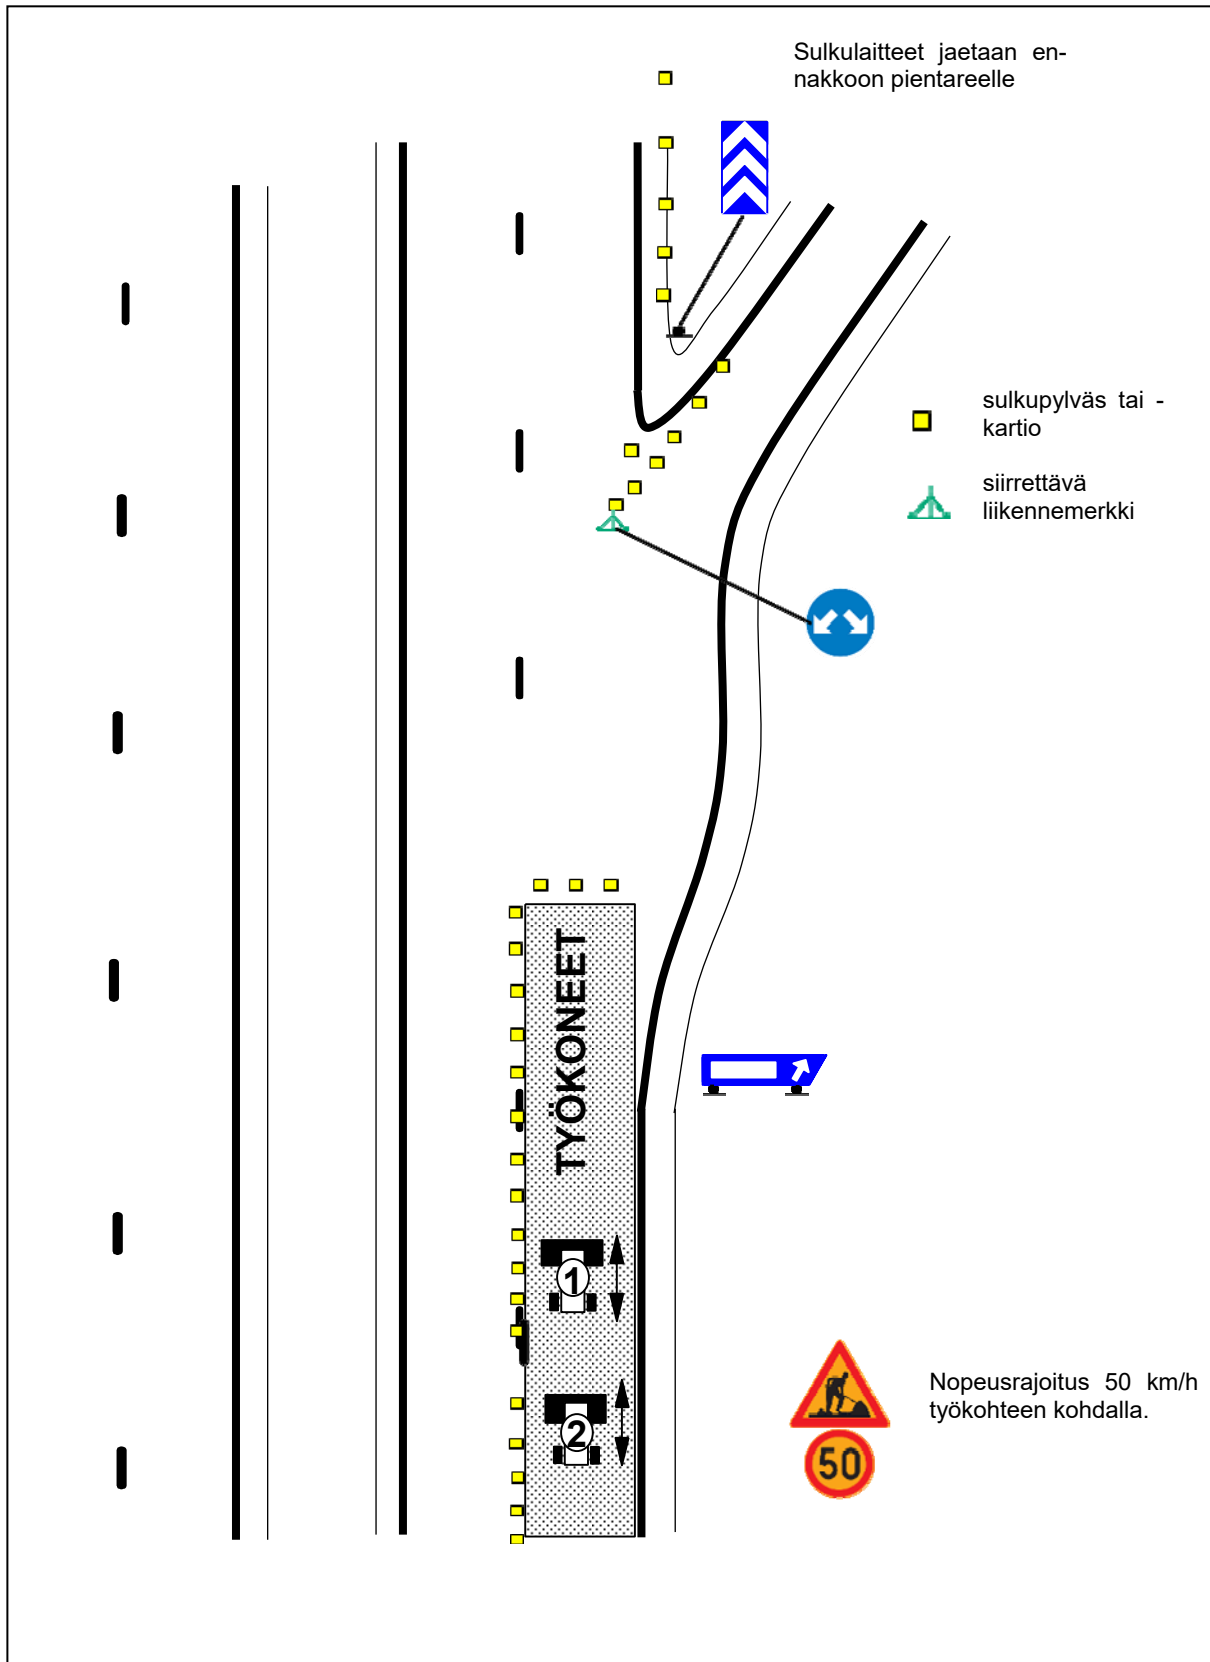 Sulkulaitteet jaetaan en-
nakkoon pientareelle
sulkupylväs tai -
kartio
siirrettävä
liikennemerkki
TYÖKONEET
1
2
Nopeusrajoitus 50 km/h
työkohteen kohdalla.
50